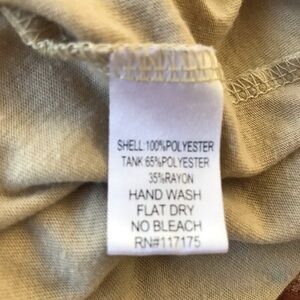 SHELL:100%POLYESTER
TANK 65%POLYESTER
35%RAYON
HAND WASH
FLAT DRY
NO BLEACH
RN#117175